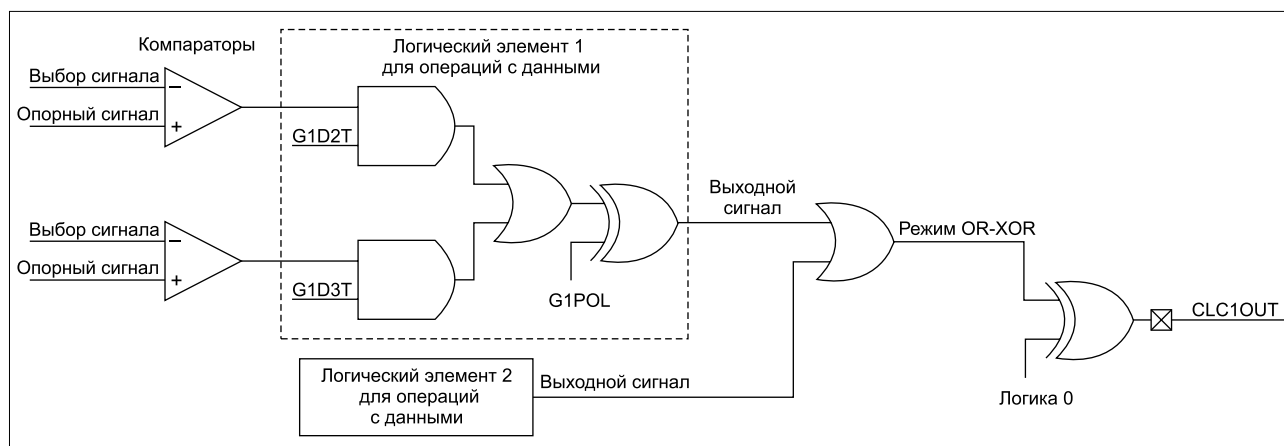 Компараторы
Логический элемент 1
для операций с данными
Выбор сигнала
−
Опорный сигнал
+
G1D2T
Выбор сигнала
−
Опорный сигнал
+
G1D3T
G1POL
Выходной
сигнал
Режим OR-XOR
CLC1OUT
Логика 0
Логический элемент 2
для операций
с данными
Выходной сигнал